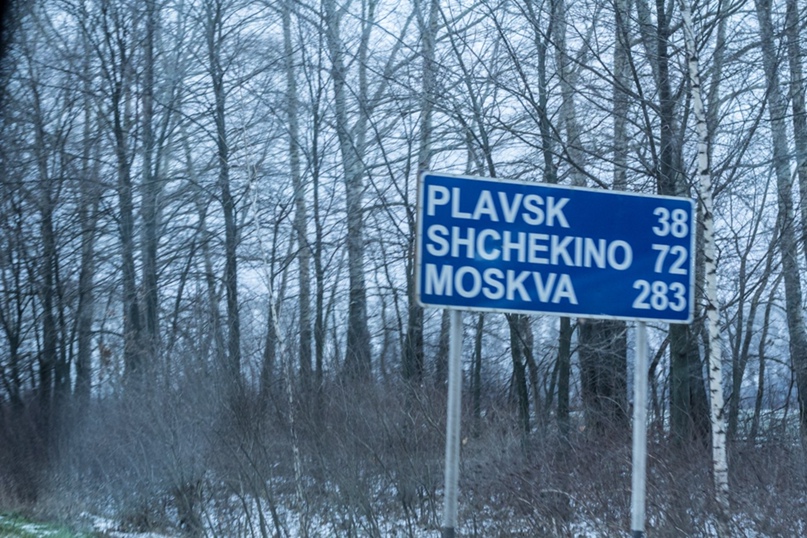 PLAVSK 38
SHCHEKINO 72
MOSKVA 283